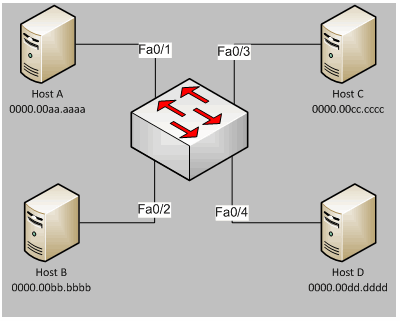 Fa0/1
Fa0/3
Host A
0000.00aa.aaaa
Host C
0000.00cc.cccc
Fa0/2
Fa0/4
Host B
0000.00bb.bbbb
Host D
0000.00dd.dddd